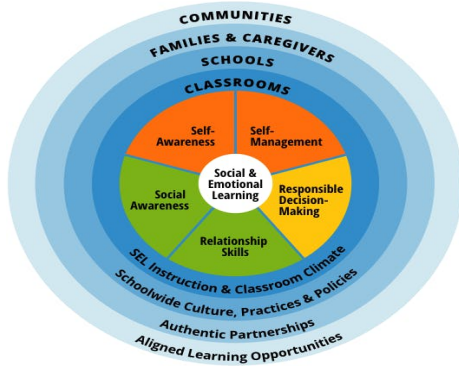 COMMUNITIES
FAMILIES & CAREGIVERS
SCHOOLS
CLASSROOMS
Self-
Awareness
Self-
Management
Social &
Emotional
Learning
Social
Awareness
Responsible
Decision-
Making
Relationship
Skills
SEL Instruction & Classroom Climate
Schoolwide Culture, Practices & Policies
Authentic Partnerships
Aligned Learning Opportunities